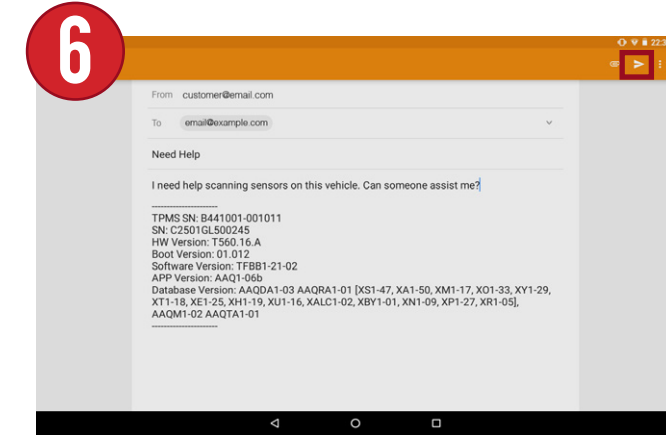 6
22:3
From customer@email.com
To email@example.com
Need Help
I need help scanning sensors on this vehicle. Can someone assist me?
----------------------
TPMS SN: B441001-001011
SN: C2501GL500245
HW Version: T560.16.A
Boot Version: 01.012
Software Version: TFBB1-21-02
APP Version: AAQ1-06b
Database Version: AAQDA1-03 AAQRA1-01 [XS1-47, XA1-50, XM1-17, XO1-33, XY1-29,
XT1-18, XE1-25, XH1-19, XU1-16, XALC1-02, XBY1-01, XN1-09, XP1-27, XR1-05],
AAQM1-02 AAQTA1-01
----------------------